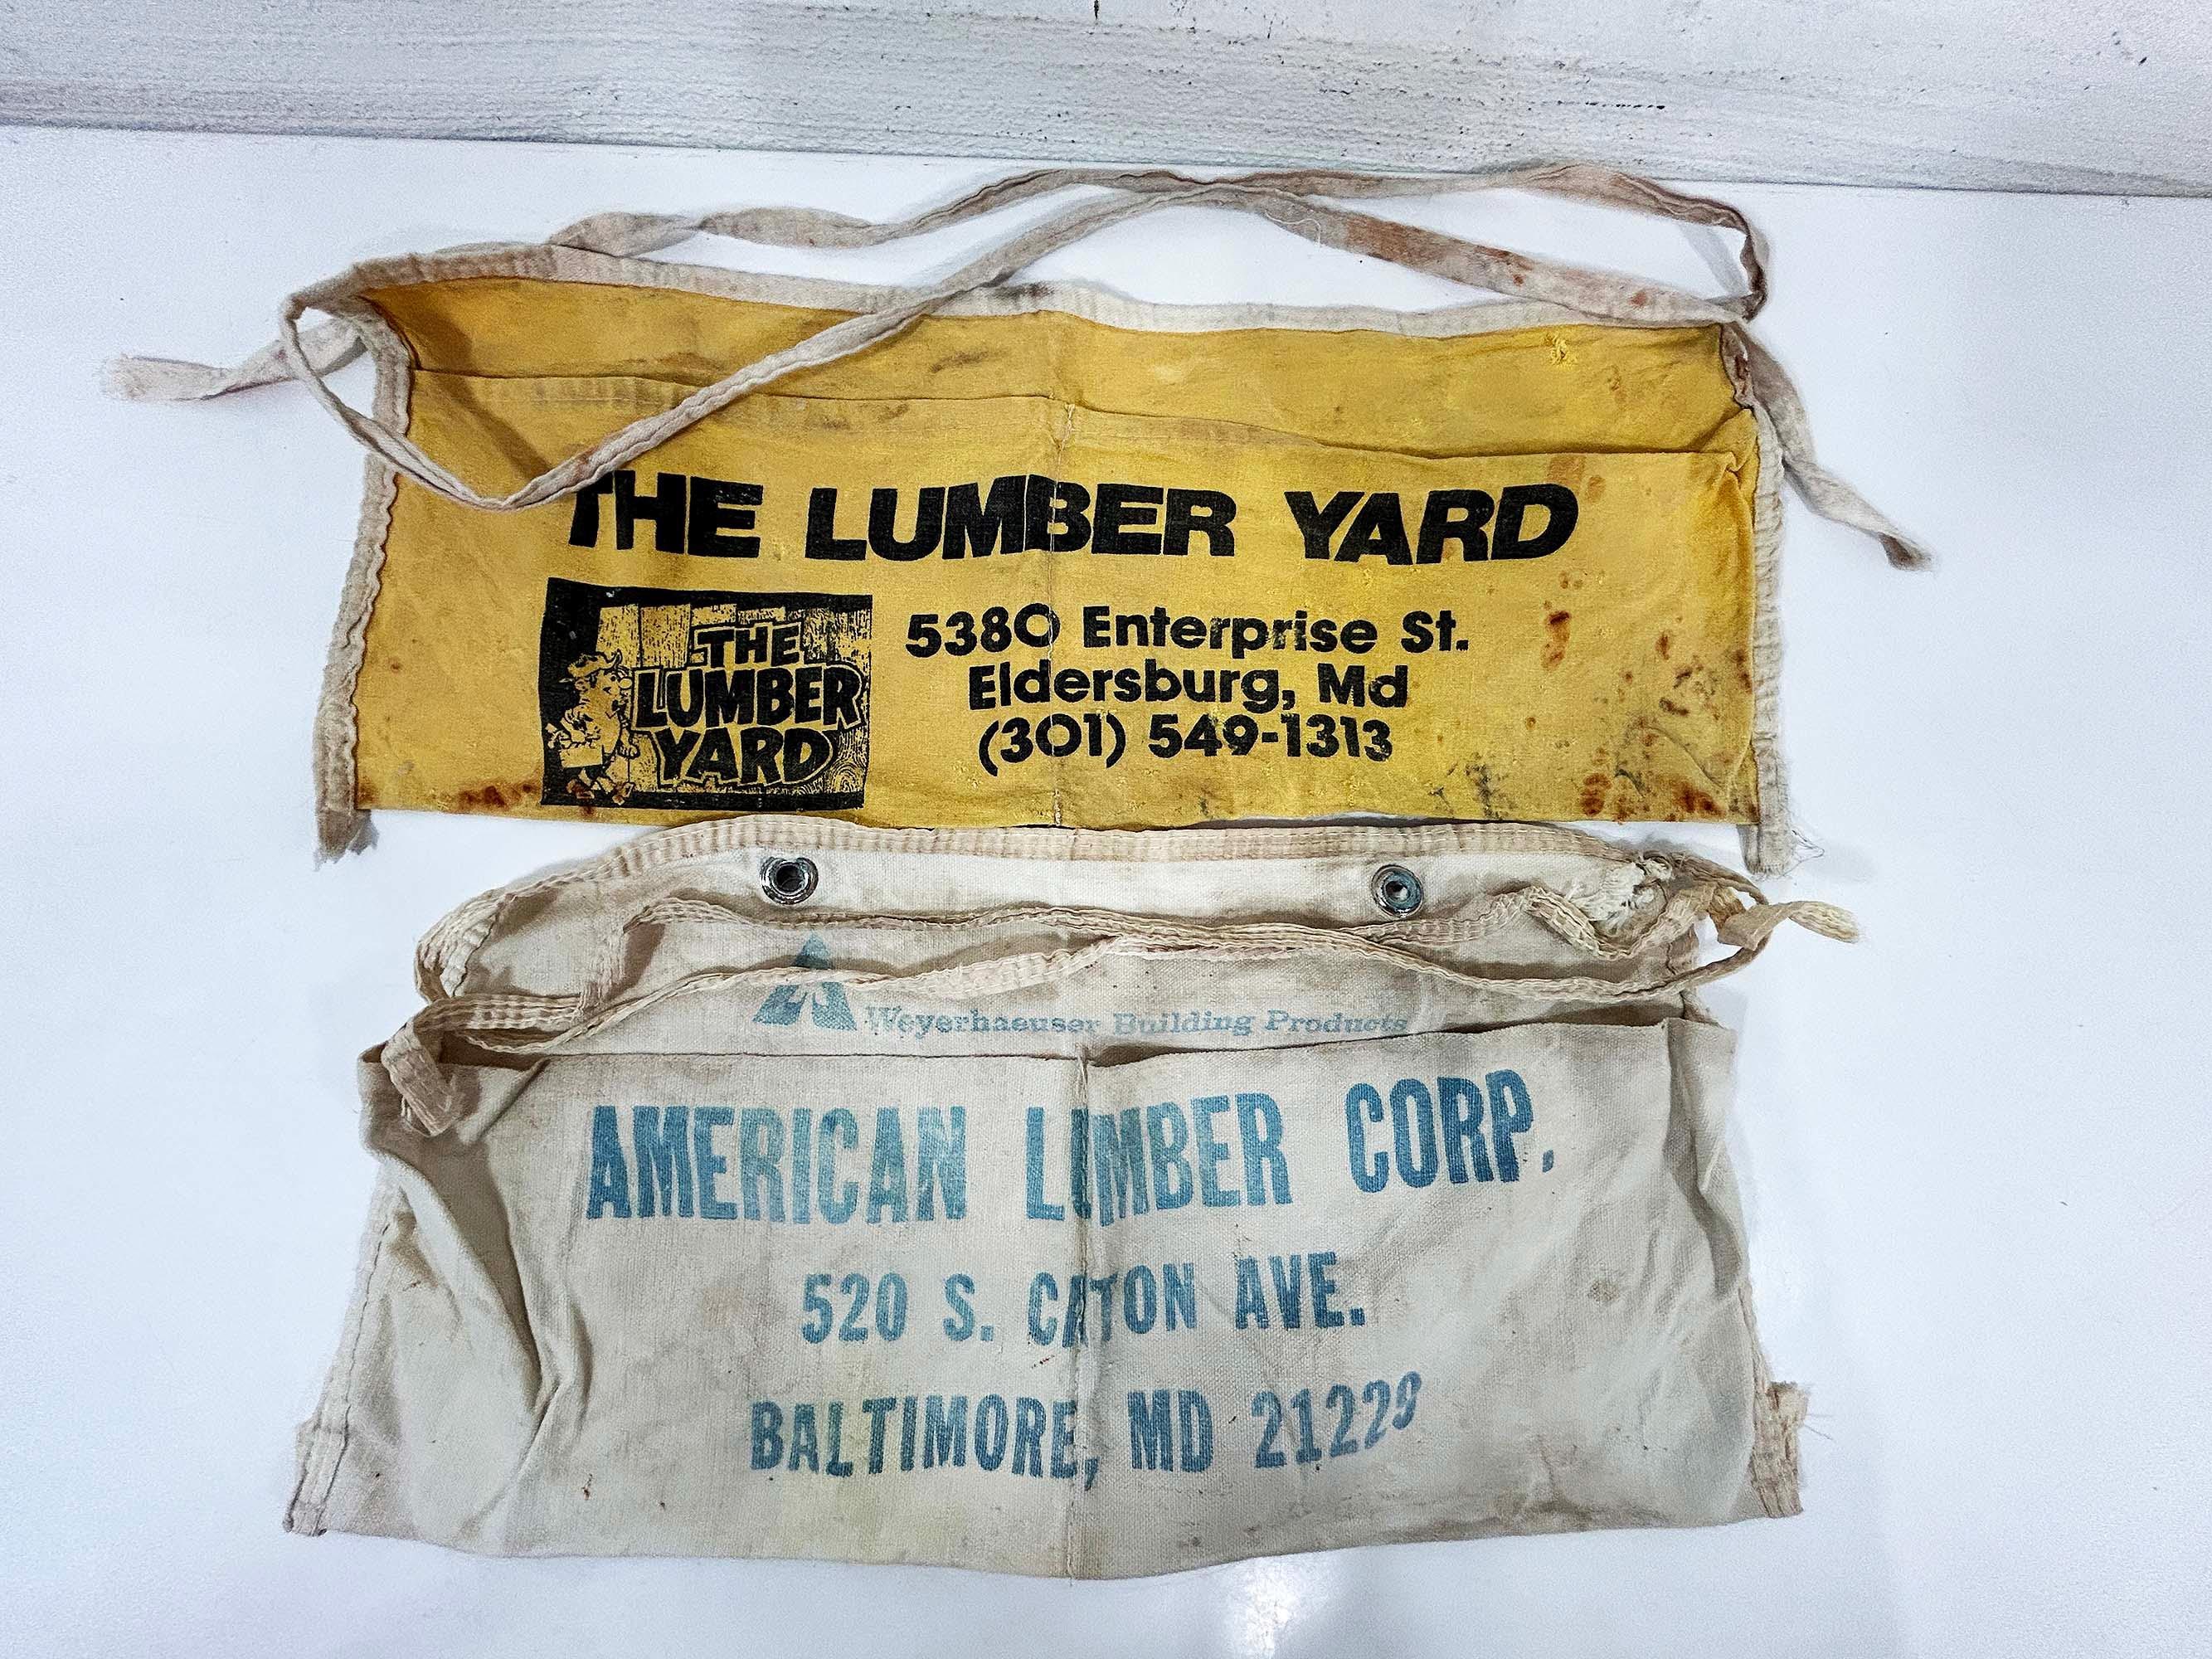 THE LUMBER YARD
THE
LUMBER
YARD
5380 Enterprise St.
Eldersburg, Md
(301) 549-1313
Weyerhaeuser Building Products
AMERICAN LUMBER CORP.
520 S. CATON AVE.
BALTIMORE, MD 21229